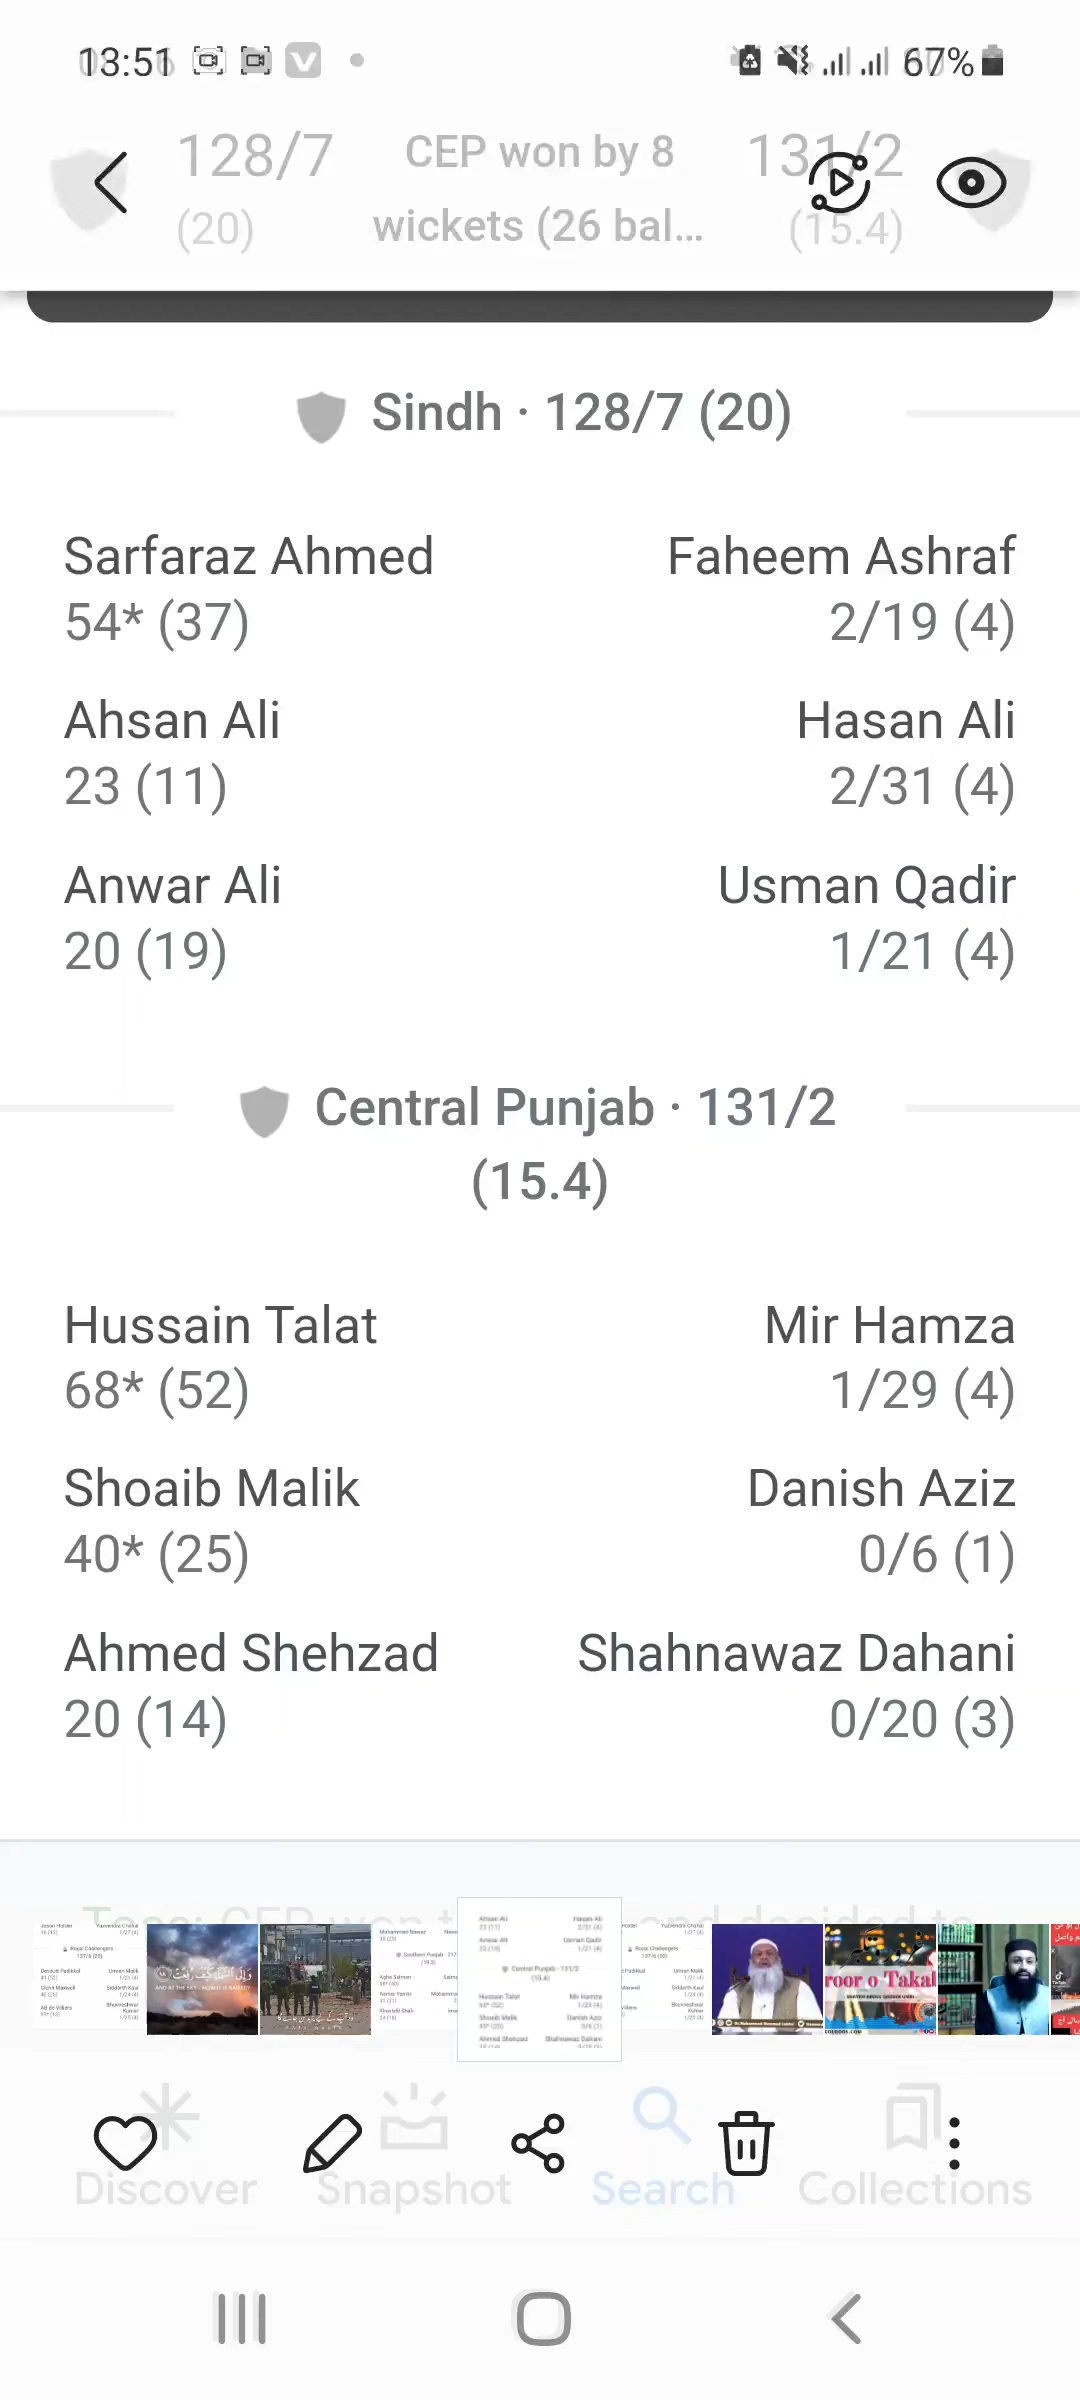 13:51
67%
128/7
CEP won by 8
131/2
(20)
wickets (26 bal...
(15.4)
Sindh · 128/7 (20)
Sarfaraz Ahmed
Faheem Ashraf
54* (37)
2/19 (4)
Ahsan Ali
Hasan Ali
23 (11)
2/31 (4)
Anwar Ali
Usman Qadir
20 (19)
1/21 (4)
Central Punjab · 131/2
(15.4)
Hussain Talat
Mir Hamza
68* (52)
1/29 (4)
Shoaib Malik
Danish Aziz
40* (25)
0/6 (1)
Ahmed Shehzad
Shahnawaz Dahani
20 (14)
0/20 (3)
roor o Takal
Discover
Snapshot
Search
Collections